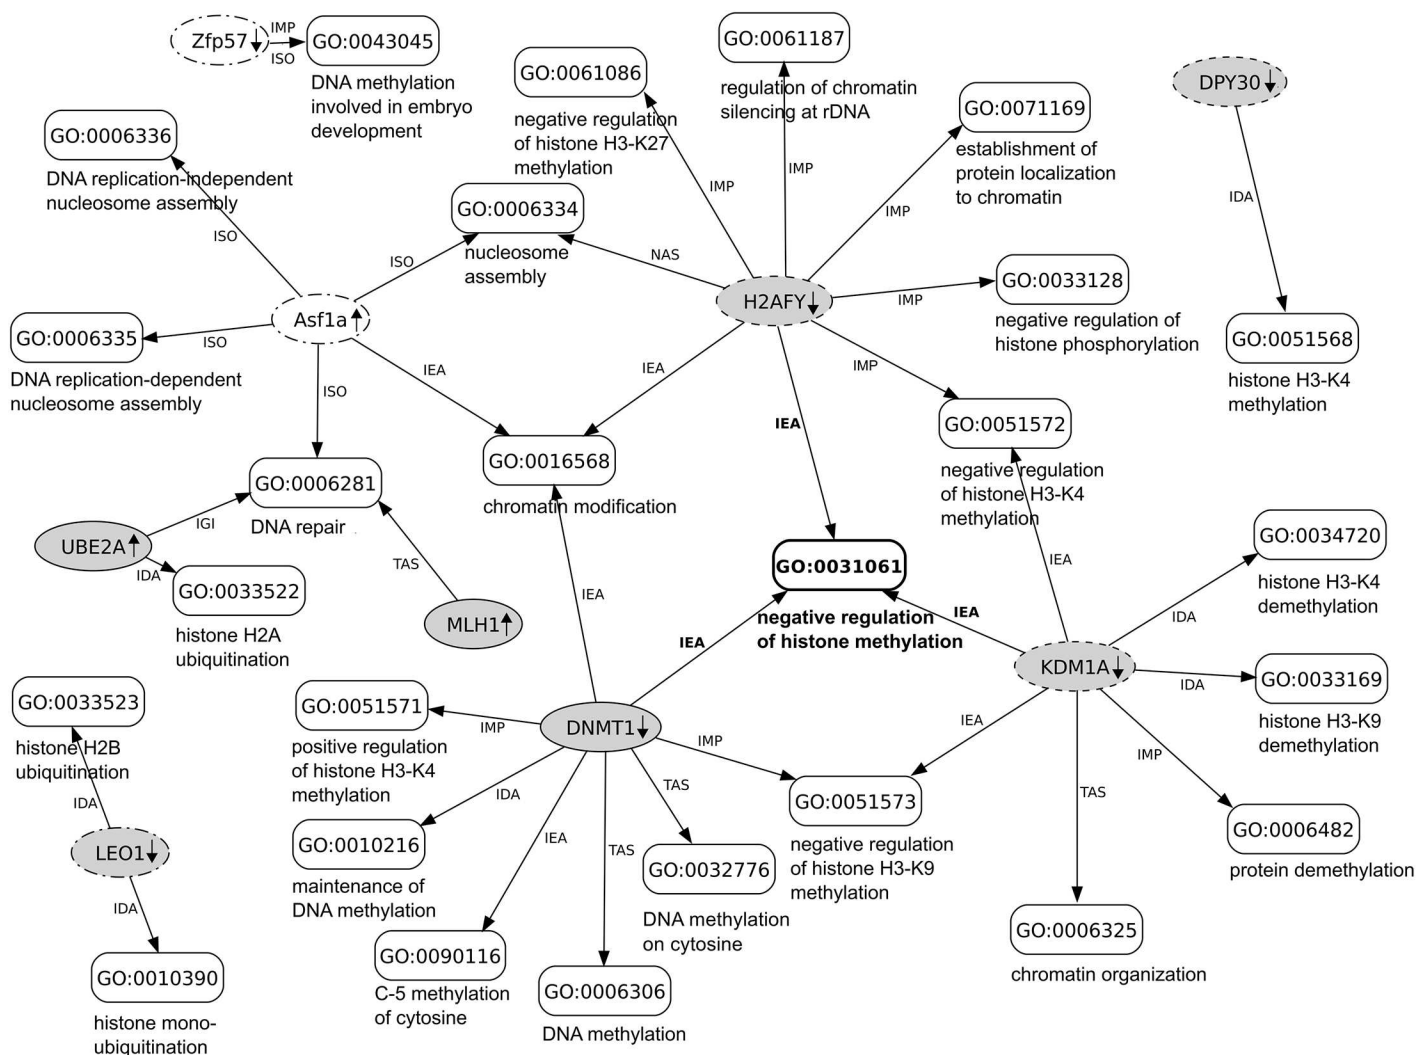 Zfp57
IMP
ISO
GO:0043045
DNA methylation
involved in embryo
development
GO:0061086
negative regulation
of histone H3-K27
methylation
GO:0061187
regulation of chromatin
silencing at rDNA
GO:0071169
establishment of
protein localization
to chromatin
DPY30
IDA
GO:0051568
histone H3-K4
methylation
GO:0006336
DNA replication-independent
nucleosome assembly
ISO
GO:0006334
nucleosome
assembly
ISO
NAS
IMP
IMP
IMP
H2AFY
IMP
GO:0033128
negative regulation of
histone phosphorylation
Asf1a
ISO
GO:0006335
DNA replication-dependent
nucleosome assembly
ISO
IEA
IEA
IEA
IMP
GO:0051572
negative regulation
of histone H3-K4
methylation
GO:0016568
chromatin modification
GO:0006281
DNA repair
UBE2A
IGI
IDA
GO:0033522
histone H2A
ubiquitination
TAS
MLH1
IEA
GO:0031061
negative regulation
of histone methylation
IEA
IEA
IEA
KDM1A
IDA
GO:0034720
histone H3-K4
demethylation
IDA
GO:0033169
histone H3-K9
demethylation
IMP
GO:0006482
protein demethylation
TAS
GO:0006325
chromatin organization
IEA
GO:0033523
histone H2B
ubiquitination
IDA
LEO1
IDA
GO:0010390
histone mono-
ubiquitination
DNMT1
IMP
GO:0051571
positive regulation
of histone H3-K4
methylation
IDA
GO:0010216
maintenance of
DNA methylation
IEA
GO:0090116
C-5 methylation
of cytosine
TAS
GO:0006306
DNA methylation
TAS
GO:0032776
DNA methylation
on cytosine
IMP
GO:0051573
negative regulation
of histone H3-K9
methylation